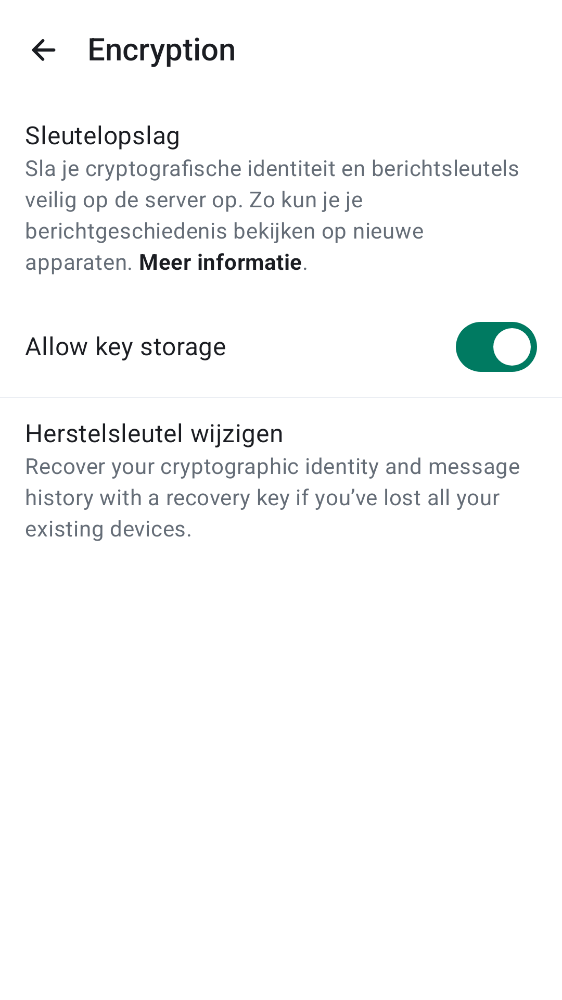 Encryption
Sleutelopslag
Sla je cryptografische identiteit en berichtsleutels
veilig op de server op. Zo kun je je
berichtgeschiedenis bekijken op nieuwe
apparaten. Meer informatie.
Allow key storage
Herstelsleutel wijzigen
Recover your cryptographic identity and message
history with a recovery key if you’ve lost all your
existing devices.